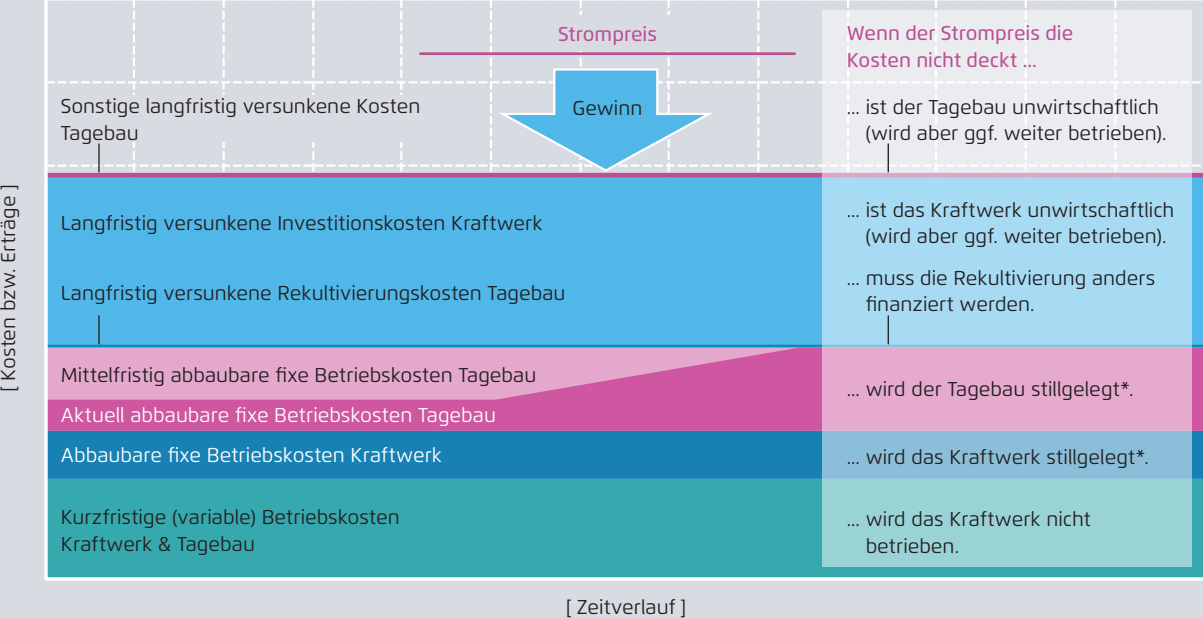 Strompreis
Wenn der Strompreis die
Kosten nicht deckt ...
Sonstige langfristig versunkene Kosten
Tagebau
Gewinn
... ist der Tagebau unwirtschaftlich
(wird aber ggf. weiter betrieben).
Langfristig versunkene Investitionskosten Kraftwerk
... ist das Kraftwerk unwirtschaftlich
(wird aber ggf. weiter betrieben).
Langfristig versunkene Rekultivierungskosten Tagebau
... muss die Rekultivierung anders
finanziert werden.
Mittelfristig abbaubare fixe Betriebskosten Tagebau
... wird der Tagebau stillgelegt*.
Aktuell abbaubare fixe Betriebskosten Tagebau
Abbaubare fixe Betriebskosten Kraftwerk
... wird das Kraftwerk stillgelegt*.
Kurzfristige (variable) Betriebskosten
Kraftwerk & Tagebau
... wird das Kraftwerk nicht
betrieben.
[ Kosten bzw. Erträge ]
[ Zeitverlauf ]